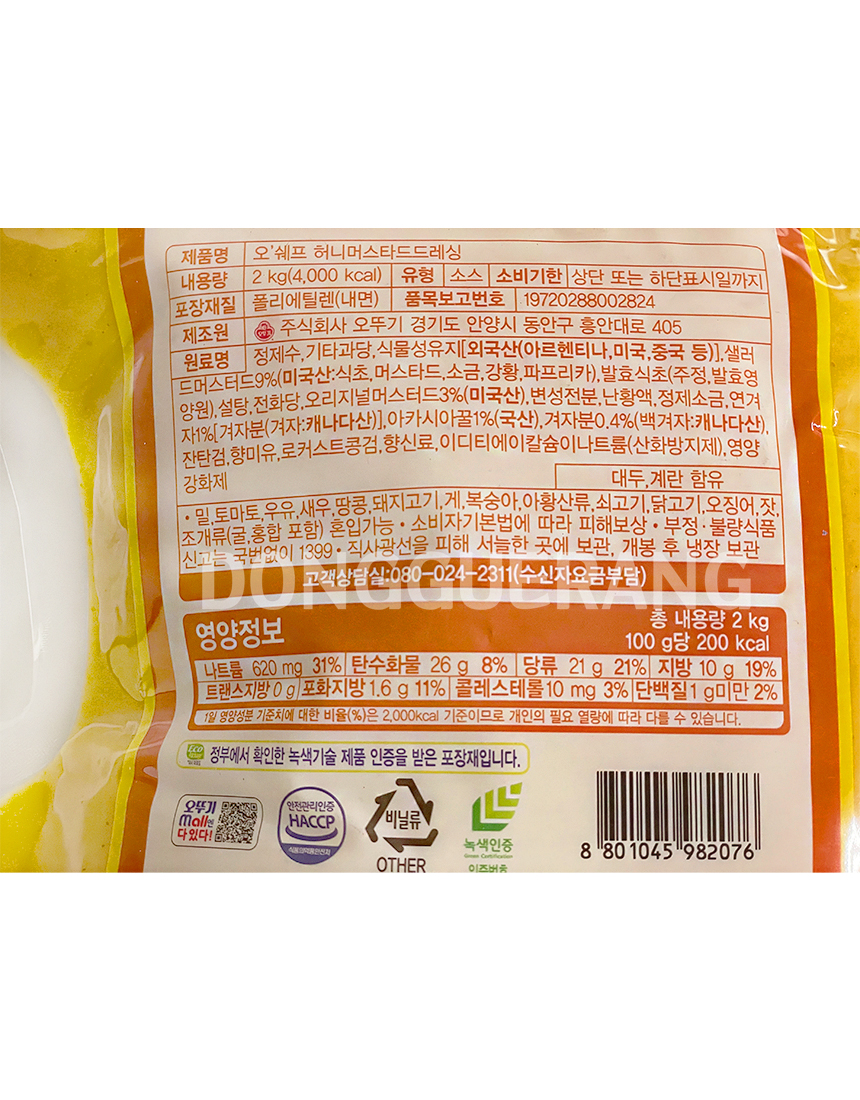 제품명 오'쉐프 허니머스타드드레싱
내용량 2 kg(4,000 kcal) 유형 소스 소비기한 상단 또는 하단표시일까지
포장재질 폴리에틸렌(내면) 품목보고번호 19720288002824
제조원 주식회사 오뚜기 경기도 안양시 동안구 흥안대로 405
원료명 정제수,기타과당,식물성유지[외국산(아르헨티나,미국,중국 등)],샐러
드머스터드9%(미국산:식초,머스타드,소금,강황,파프리카),발효식초(주정,발효영
양원),설탕,전화당,오리지널머스터드3%(미국산),변성전분,난황액,정제소금,연겨
자1%[겨자분(겨자:캐나다산)],아카시아꿀1%(국산),겨자분0.4%(백겨자:캐나다산),
잔탄검,향미유,로커스트콩검,향신료,이디티에이칼슘이나트륨(산화방지제),영양
강화제
대두,계란 함유
• 밀,토마토,우유,새우,땅콩,돼지고기,게,복숭아,아황산류,쇠고기,닭고기,오징어,잣,
조개류(굴,홍합 포함) 혼입가능 • 소비자기본법에 따라 피해보상 • 부정·불량식품
신고는 국번없이 1399 • 직사광선을 피해 서늘한 곳에 보관, 개봉 후 냉장 보관
고객상담실:080-024-2311(수신자요금부담)
DONGGUERANG
영양정보
총 내용량 2 kg
100 g당 200 kcal
나트륨 620 mg 31% 탄수화물 26 g 8% 당류 21 g 21% 지방 10 g 19%
트랜스지방 0 g 포화지방 1.6 g 11% 콜레스테롤 10 mg 3% 단백질 1 g미만 2%
1일 영양성분 기준치에 대한 비율(%)은 2,000kcal 기준이므로 개인의 필요 열량에 따라 다를 수 있습니다.
정부에서 확인한 녹색기술 제품 인증을 받은 포장재입니다.
오뚜기
mall에
다 있다!
안전관리인증
HACCP
식품의약품안전처
비닐류
OTHER
녹색인증
Green Certification
인증번호
8 801045 982076